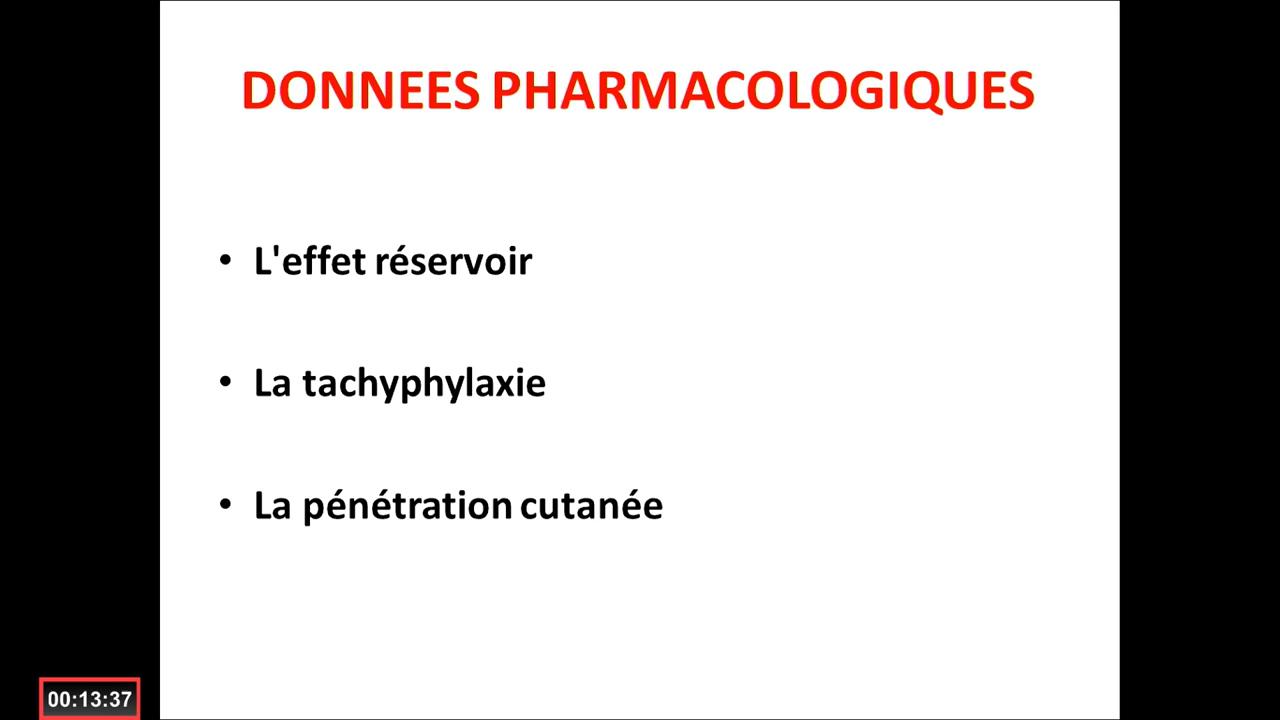 DONNEES PHARMACOLOGIQUES
• L'effet réservoir
• La tachyphylaxie
• La pénétration cutanée
00:13:37